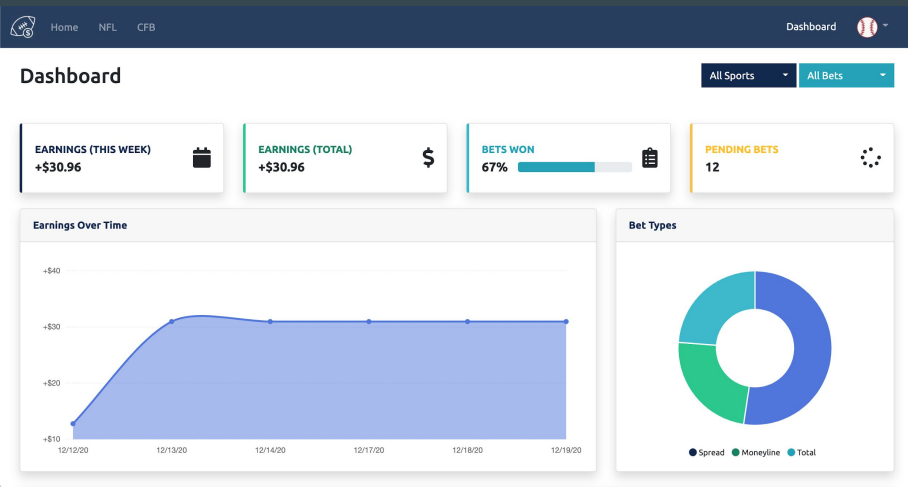 Home NFL CFB Dashboard
Dashboard
All Sports All Bets
EARNINGS (THIS WEEK)
+$30.96
$
EARNINGS (TOTAL)
+$30.96
$
BETS WON
67%
PENDING BETS
12
Earnings Over Time
+$40
+$30
+$20
+$10
12/12/20 12/13/20 12/14/20 12/17/20 12/18/20 12/19/20
Bet Types
Spread Moneyline Total